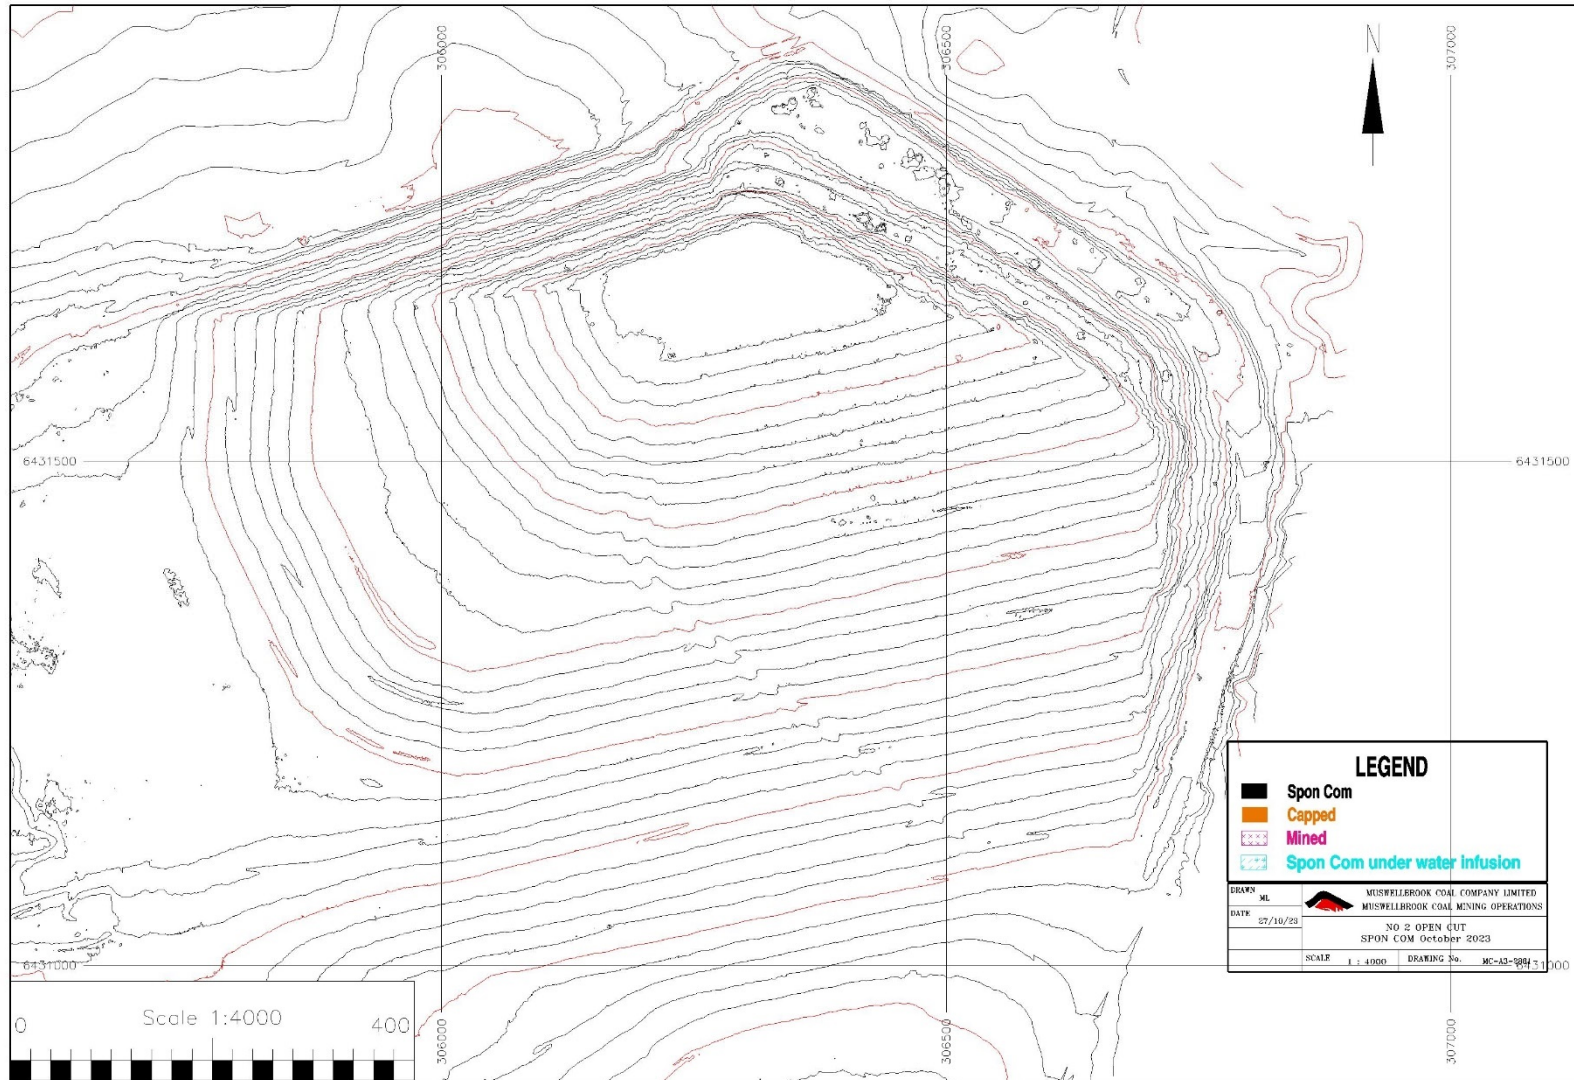 306000
306500
307000
N
6431500
6431500
LEGEND
Spon Com
Capped
Mined
Spon Com under water infusion
DRAWN
ML
DATE
27/10/23
MUSWELLBROOK COAL COMPANY LIMITED
MUSWELLBROOK COAL MINING OPERATIONS
NO 2 OPEN CUT
SPON COM October 2023
SCALE
1 : 4000
DRAWING No.
6431000
6431000
0
Scale 1:4000
400
306000
306500
307000